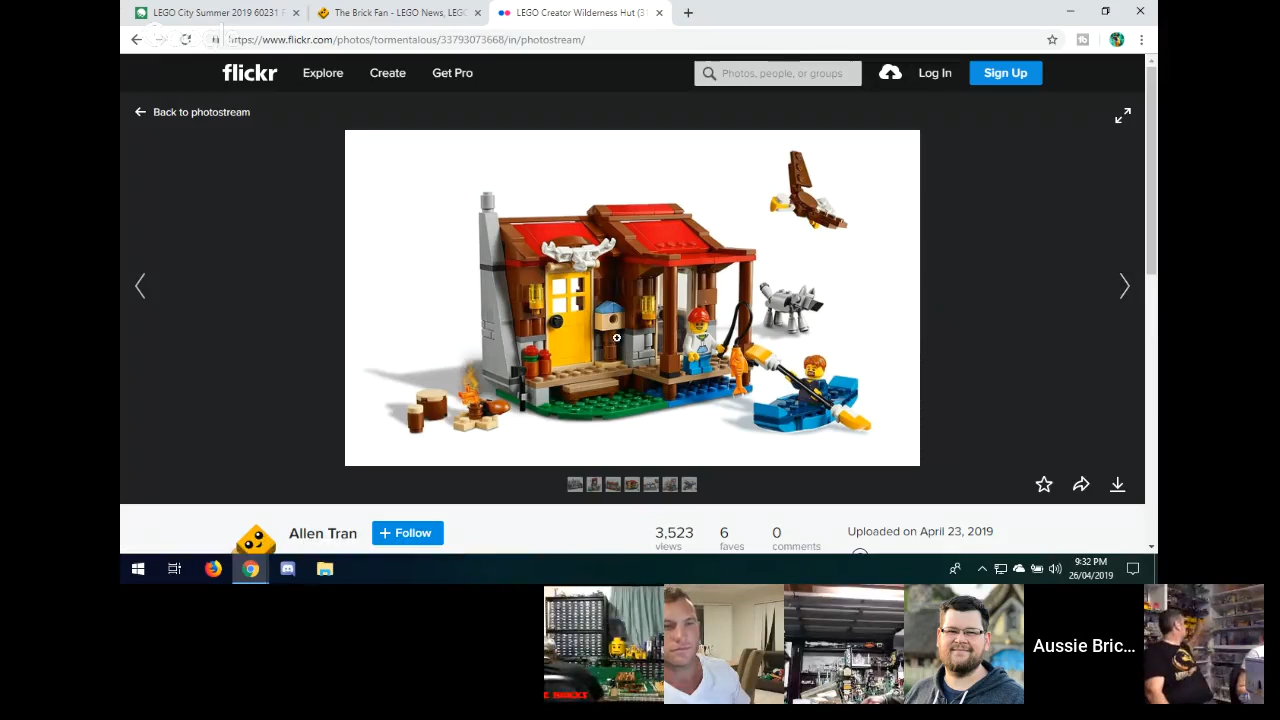 LEGO City Summer 2019 60231 F
The Brick Fan - LEGO News, LEGO
LEGO Creator Wilderness Hut (31
https://www.flickr.com/photos/tormentalous/33793073668/in/photostream/
flickr
Explore
Create
Get Pro
Photos, people, or groups
Log In
Sign Up
Back to photostream
Allen Tran
+ Follow
3,523
views
6
faves
0
comments
Uploaded on April 23, 2019
9:32 PM
26/04/2019
Aussie Bric...
E BRICKS